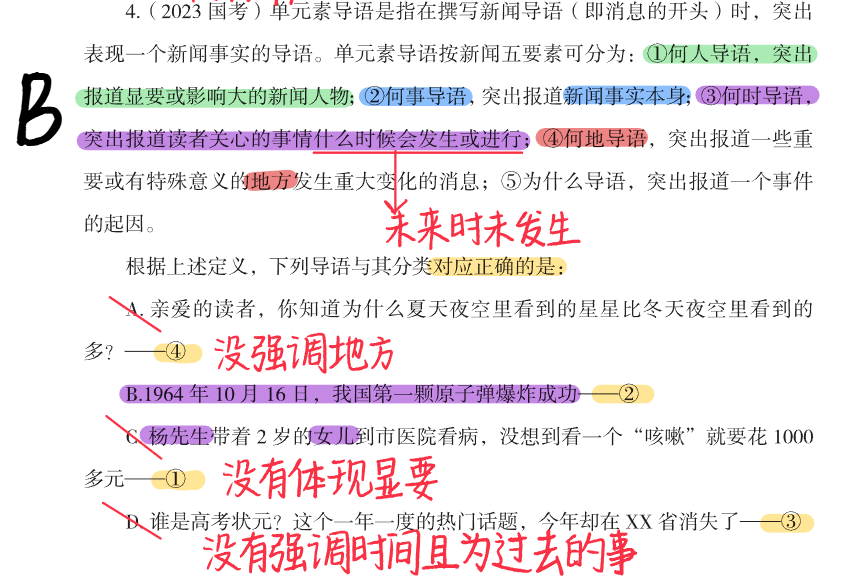 4.（2023 国考）单元素导语是指在撰写新闻导语（即消息的开头）时，突出
表现一个新闻事实的导语。单元素导语按新闻五要素可分为：①何人导语，突出
B
报道显要或影响大的新闻人物；②何事导语，突出报道新闻事实本身；③何时导语，
突出报道读者关心的事情什么时候会发生或进行；④何地导语，突出报道一些重
要或有特殊意义的地方发生重大变化的消息；⑤为什么导语，突出报道一个事件
的起因。
未来时未发生
根据上述定义，下列导语与其分类对应正确的是：
A. 亲爱的读者，你知道为什么夏天夜空里看到的星星比冬天夜空里看到的
多？——④
没强调地方
B.1964 年 10 月 16 日，我国第一颗原子弹爆炸成功——②
C. 杨先生带着 2 岁的女儿到市医院看病，没想到看一个“咳嗽”就要花 1000
多元——①
没有体现显要
D. 谁是高考状元？这个一年一度的热门话题，今年却在 XX 省消失了——③
没有强调时间且为过去的事